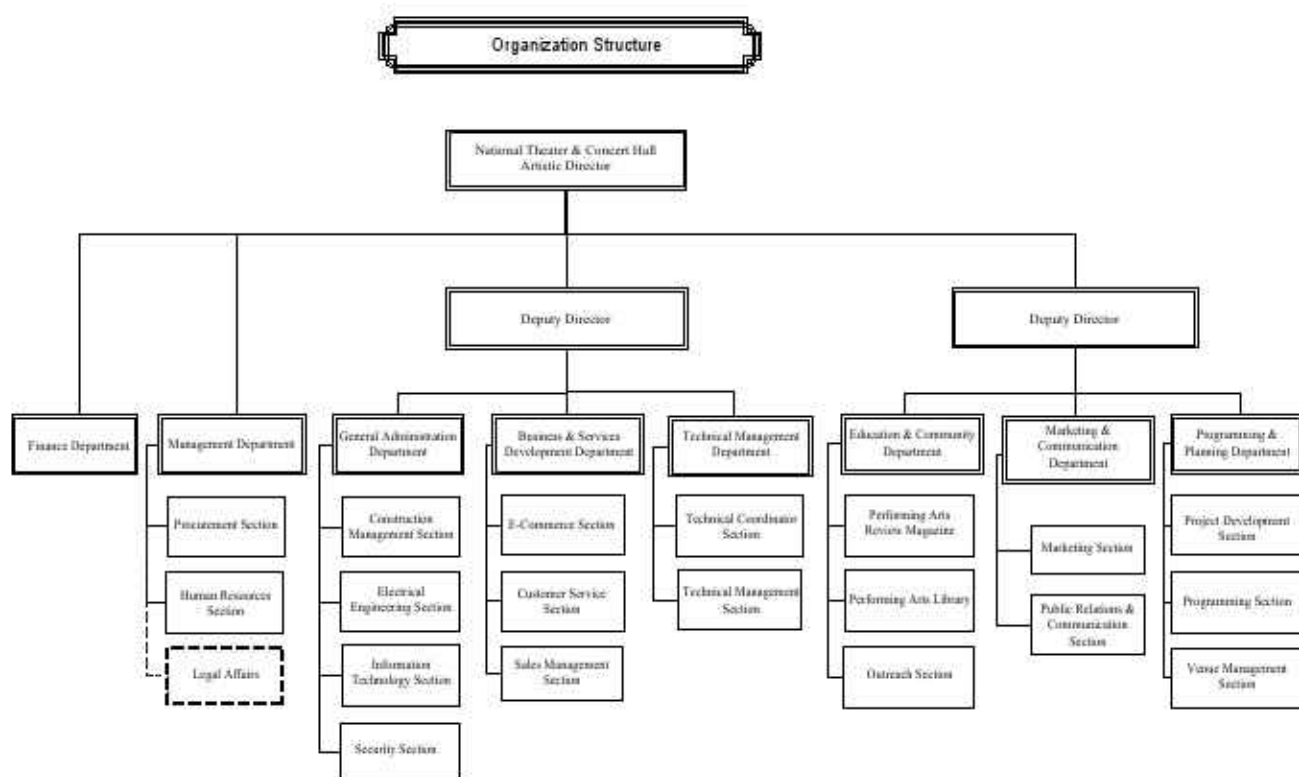 Organization Structure
National Theater & Concert Hall
Artistic Director
Deputy Director
Deputy Director
Finance Department
Management Department
General Administration
Department
Business & Services
Development Department
Technical Management
Department
Education & Community
Department
Marketing &
Communication
Department
Programming &
Planning Department
Procurement Section
Human Resources
Section
Legal Affairs
Construction
Management Section
Electrical
Engineering Section
Information
Technology Section
Security Section
E-Commerce Section
Customer Service
Section
Sales Management
Section
Technical Coordinator
Section
Technical Management
Section
Performing Arts
Review Magazine
Performing Arts Library
Outreach Section
Marketing Section
Public Relations &
Communication
Section
Project Development
Section
Programming Section
Venue Management
Section